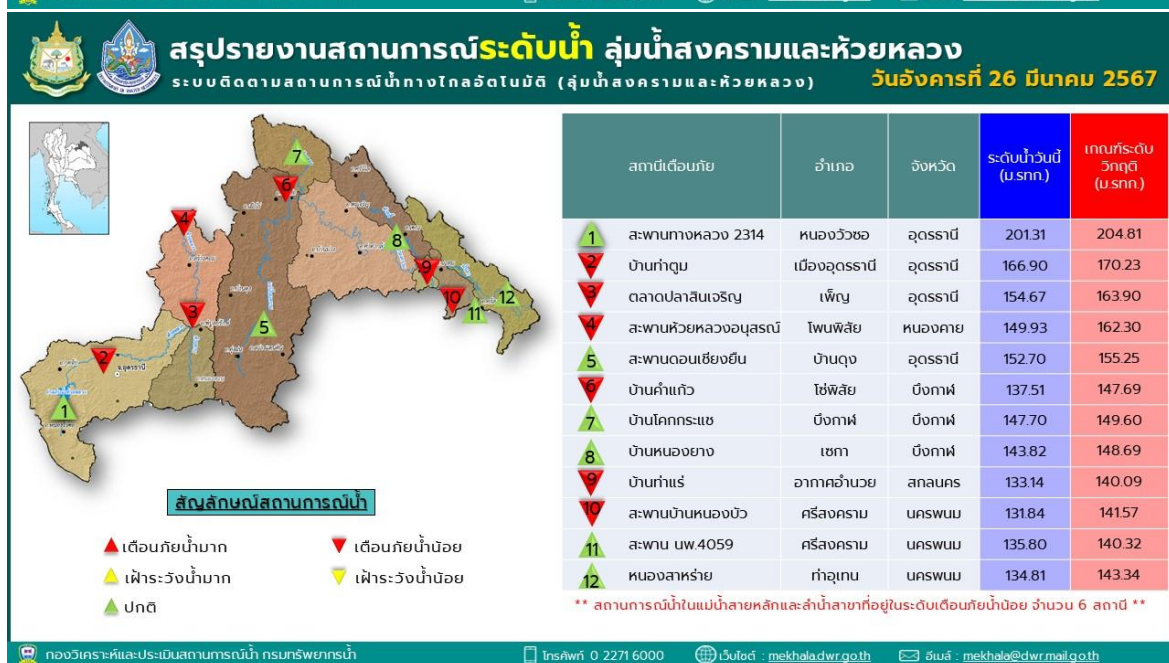 สรุปรายงานสถานการณ์ระดับน้ำ ลุ่มน้ำสงครามและห้วยหลวง
ระบบติดตามสถานการณ์น้ำทางไกลอัตโนมัติ (ลุ่มน้ำสงครามและห้วยหลวง) วันอังคารที่ 26 มีนาคม 2567
สถานีเตือนภัย อำเภอ จังหวัด ระดับน้ำวันนี้ (ม.รทก.) เกณฑ์ระดับวิกฤติ (ม.รทก.)
1 สะพานทางหลวง 2314 หนองวัวซอ อุดรธานี 201.31 204.81
2 บ้านท่าตูม เมืองอุดรธานี อุดรธานี 166.90 170.23
3 ตลาดปลาสินเจริญ เพ็ญ อุดรธานี 154.67 163.90
4 สะพานห้วยหลวงอนุสรณ์ โพนพิสัย หนองคาย 149.93 162.30
5 สะพานดอนเชียงยืน บ้านดุง อุดรธานี 152.70 155.25
6 บ้านคำแก้ว โซ่พิสัย บึงกาฬ 137.51 147.69
7 บ้านโคกกระแซ บึงกาฬ บึงกาฬ 147.70 149.60
8 บ้านหนองยาง เซกา บึงกาฬ 143.82 148.69
9 บ้านท่าแร่ อากาศอำนวย สกลนคร 133.14 140.09
10 สะพานบ้านหนองบัว ศรีสงคราม นครพนม 131.84 141.57
11 สะพาน นพ.4059 ศรีสงคราม นครพนม 135.80 140.32
12 หนองสาหร่าย ท่าอุเทน นครพนม 134.81 143.34
** สถานการณ์น้ำในแม่น้ำสายหลักและลำน้ำสาขาที่อยู่ในระดับเตือนภัยน้ำน้อย จำนวน 6 สถานี **
7
6
4
8
9
10
12
11
3
5
2
จ.อุดรธานี
1
สัญลักษณ์สถานการณ์น้ำ
เตือนภัยน้ำมาก เตือนภัยน้ำน้อย
เฝ้าระวังน้ำมาก เฝ้าระวังน้ำน้อย
ปกติ
กองวิเคราะห์และประเมินสถานการณ์น้ำ กรมทรัพยากรน้ำ โทรศัพท์ 0 2271 6000 เว็บไซต์ : mekhala.dwr.go.th อีเมล์ : mekhala@dwr.mail.go.th